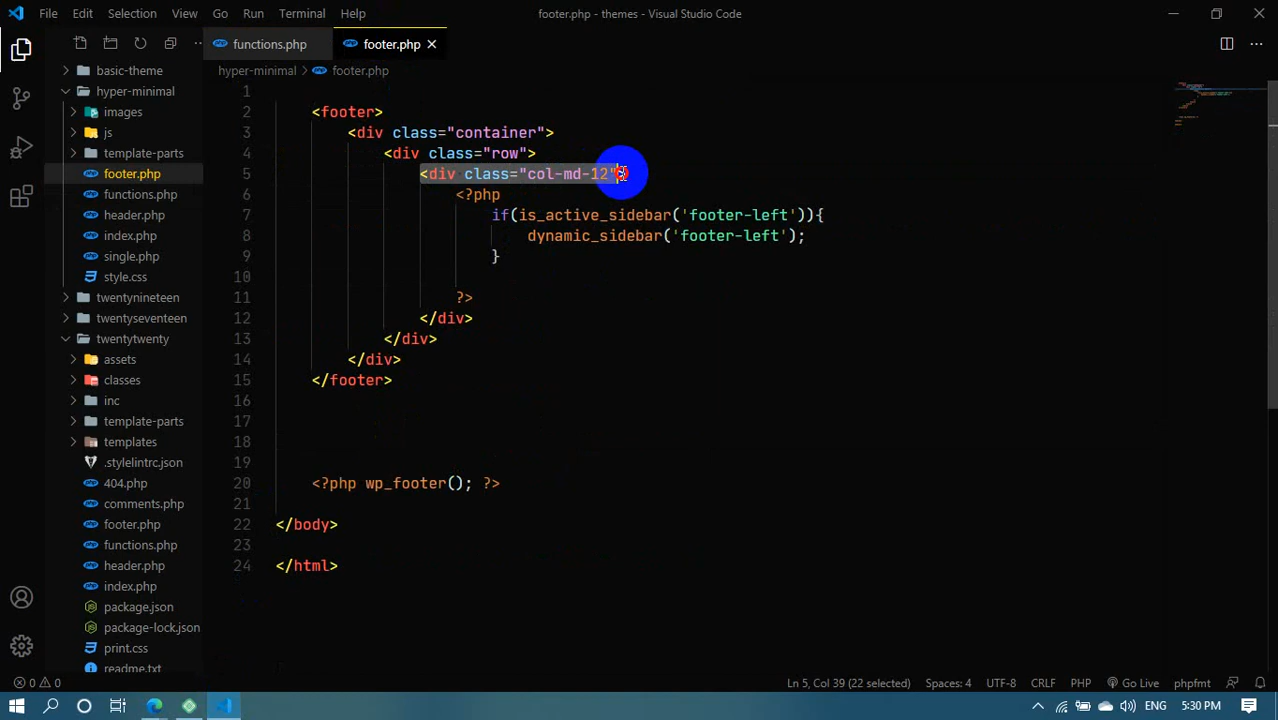 File Edit Selection View Go Run Terminal Help
footer.php - themes - Visual Studio Code
functions.php
footer.php
hyper-minimal
footer.php
basic-theme
hyper-minimal
images
js
template-parts
footer.php
functions.php
header.php
index.php
single.php
style.css
twentynineteen
twentyseventeen
twentytwenty
assets
classes
inc
template-parts
templates
.stylelintrc.json
404.php
comments.php
footer.php
functions.php
header.php
index.php
package.json
package-lock.json
print.css
readme.txt
1
2 <footer>
3 <div class="container">
4 <div class="row">
5 <div class="col-md-12">
6 <?php
7 if(is_active_sidebar('footer-left')){
8 dynamic_sidebar('footer-left');
9 }
10
11 ?>
12 </div>
13 </div>
14 </div>
15 </footer>
16
17
18
19
20 <?php wp_footer(); ?>
21
22 </body>
23
24 </html>
0 0
Ln 5, Col 39 (22 selected) Spaces: 4 UTF-8 CRLF PHP Go Live phpfmt
ENG 5:30 PM